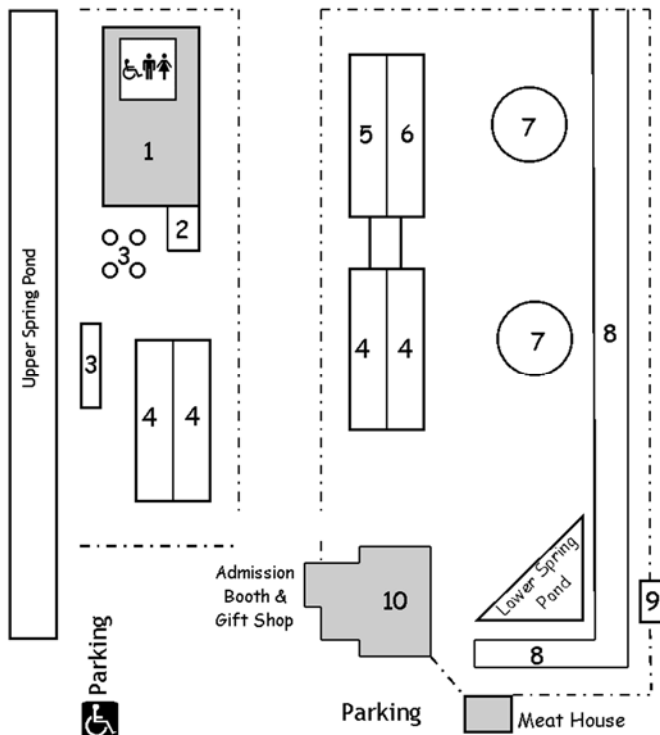 Upper Spring Pond
1
2
3
3
4 4
5 6
4 4
7
7
8
Lower Spring
Pond
9
8
Admission
Booth &
Gift Shop
10
Parking
Parking
Meat House